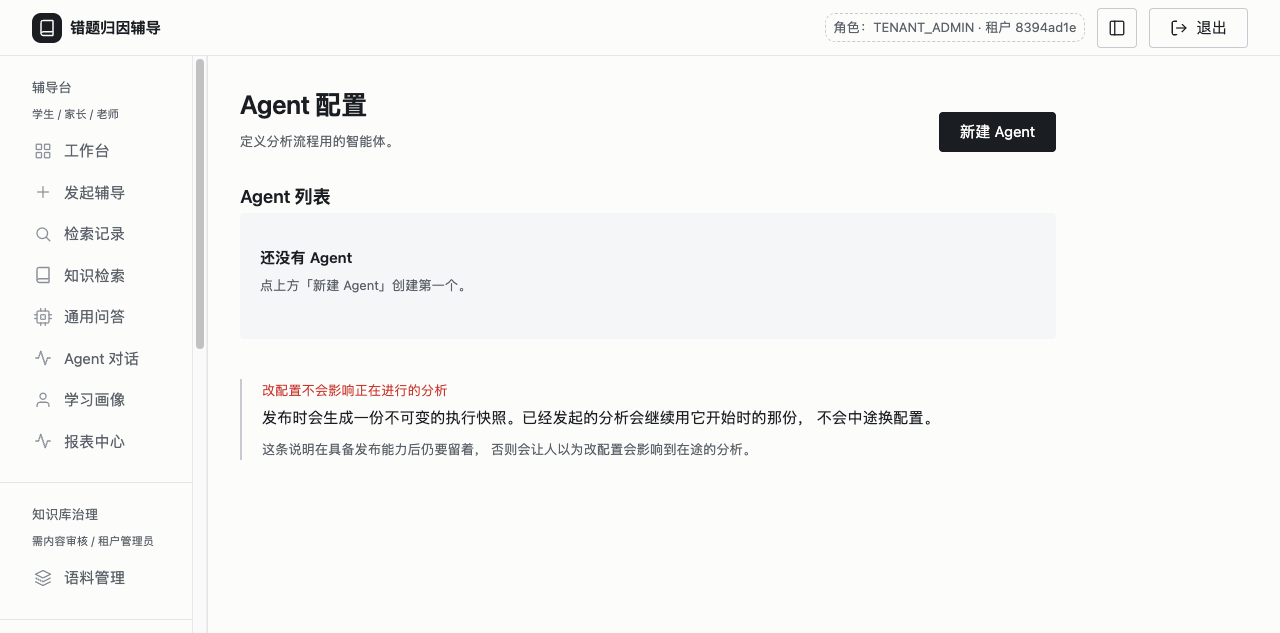 错题归因辅导
角色：TENANT_ADMIN · 租户 8394ad1e
退出
辅导台
学生 / 家长 / 老师
工作台
发起辅导
检索记录
知识检索
通用问答
Agent 对话
学习画像
报表中心
知识库治理
需内容审核 / 租户管理员
语料管理
Agent 配置
定义分析流程用的智能体。
新建 Agent
Agent 列表
还没有 Agent
点上方「新建 Agent」创建第一个。
改配置不会影响正在进行的分析
发布时会生成一份不可变的执行快照。已经发起的分析会继续用它开始时的那份， 不会中途换配置。
这条说明在具备发布能力后仍要留着， 否则会让人以为改配置会影响到在途的分析。